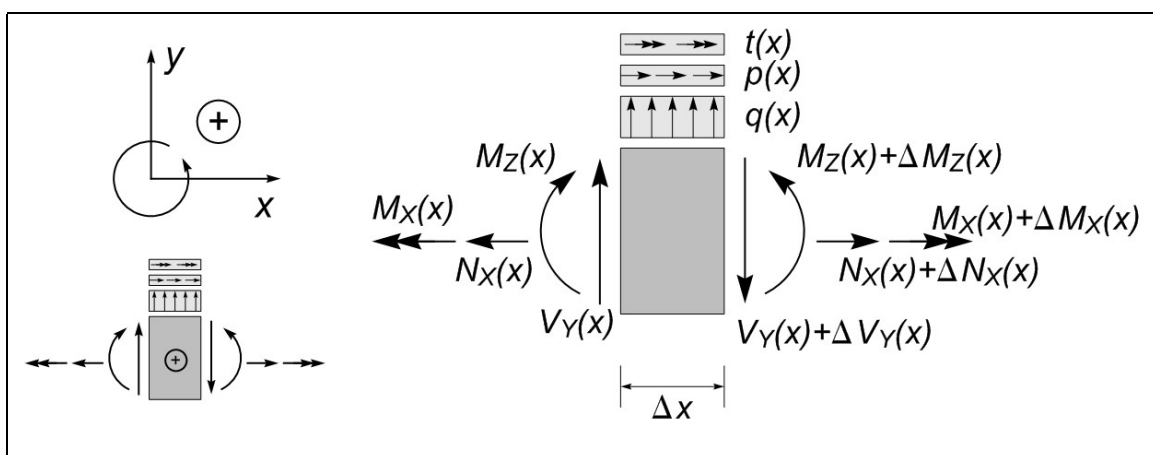 y
+
x
+
t(x)
p(x)
q(x)
M_Z(x)
M_Z(x)+ΔM_Z(x)
M_X(x)
M_X(x)+ΔM_X(x)
N_X(x)
N_X(x)+ΔN_X(x)
V_Y(x)
V_Y(x)+ΔV_Y(x)
Δx